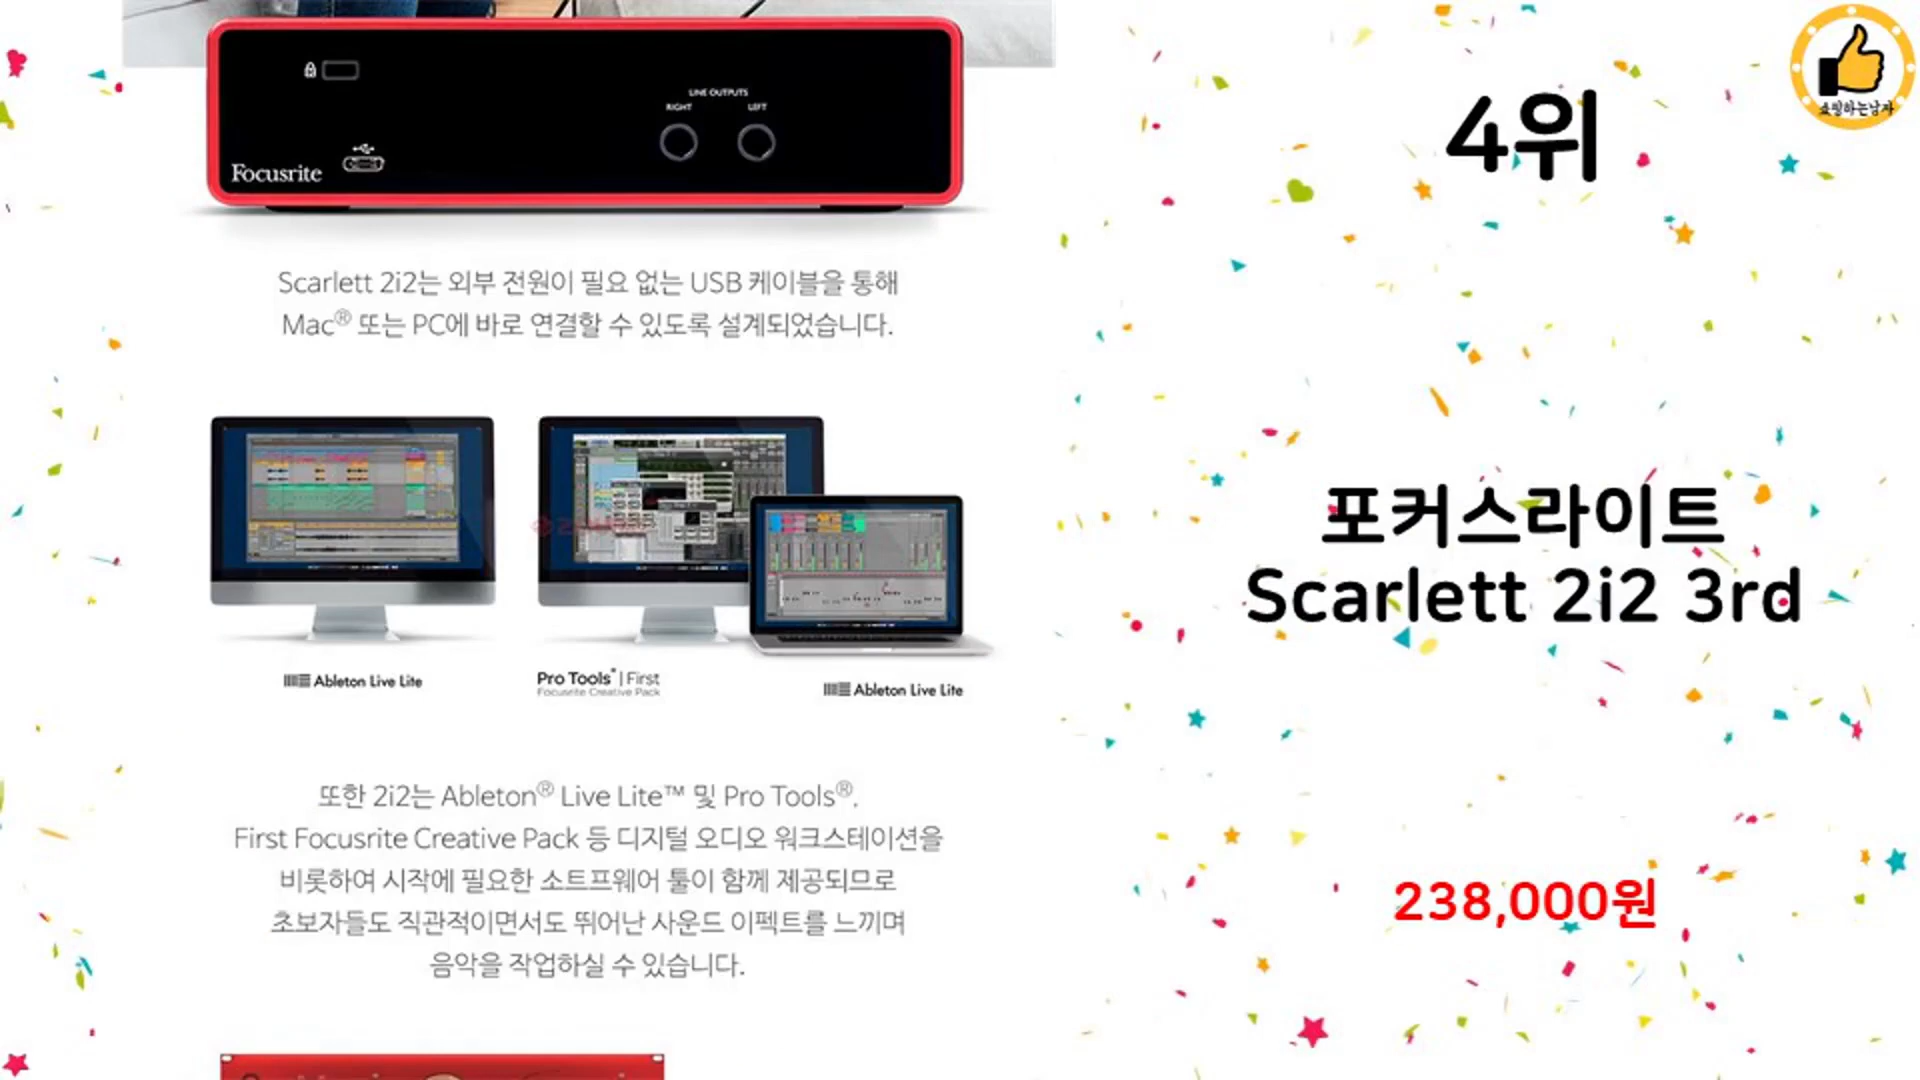 LINE OUTPUTS
RIGHT LEFT
Focusrite
Scarlett 2i2는 외부 전원이 필요 없는 USB 케이블을 통해
Mac® 또는 PC에 바로 연결할 수 있도록 설계되었습니다.
Ableton Live Lite
Pro Tools® | First
Focusrite Creative Pack
Ableton Live Lite
또한 2i2는 Ableton® Live Lite™ 및 Pro Tools®.
First Focusrite Creative Pack 등 디지털 오디오 워크스테이션을
비롯하여 시작에 필요한 소트프웨어 툴이 함께 제공되므로
초보자들도 직관적이면서도 뛰어난 사운드 이펙트를 느끼며
음악을 작업하실 수 있습니다.
쇼핑하는남자
4위
포커스라이트
Scarlett 2i2 3rd
238,000원